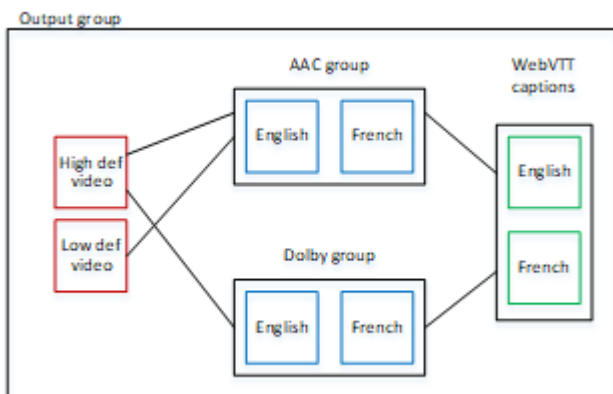 Output group
AAC group
WebVTT
captions
English
French
High def
video
English
Low def
video
Dolby group
French
English
French